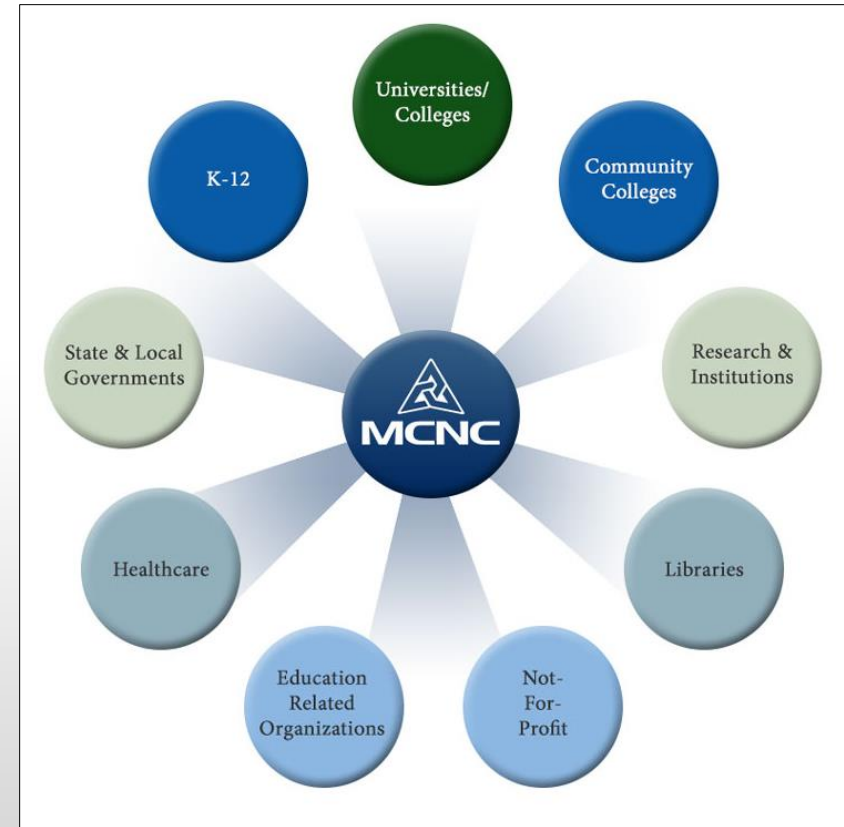 Universities/
Colleges
K-12
Community
Colleges
State & Local
Governments
Research &
Institutions
MCNC
Healthcare
Libraries
Education
Related
Organizations
Not-
For-
Profit